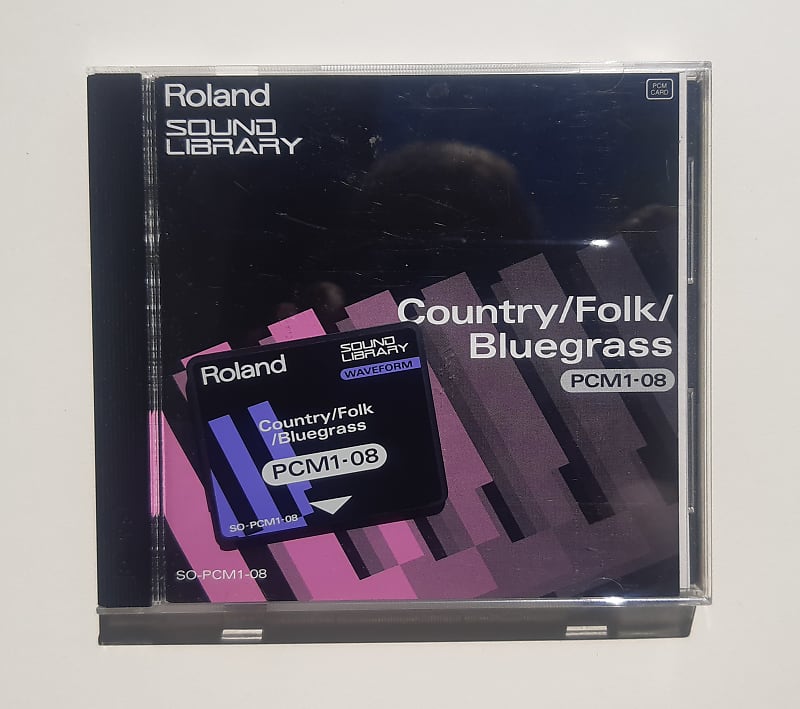 Roland
SOUND
LIBRARY
PCM
CARD
Country/Folk/
Bluegrass
PCM1-08
Roland
SOUND
LIBRARY
WAVEFORM
Country/Folk
/Bluegrass
PCM1-08
SO-PCM1-08
SO-PCM1-08